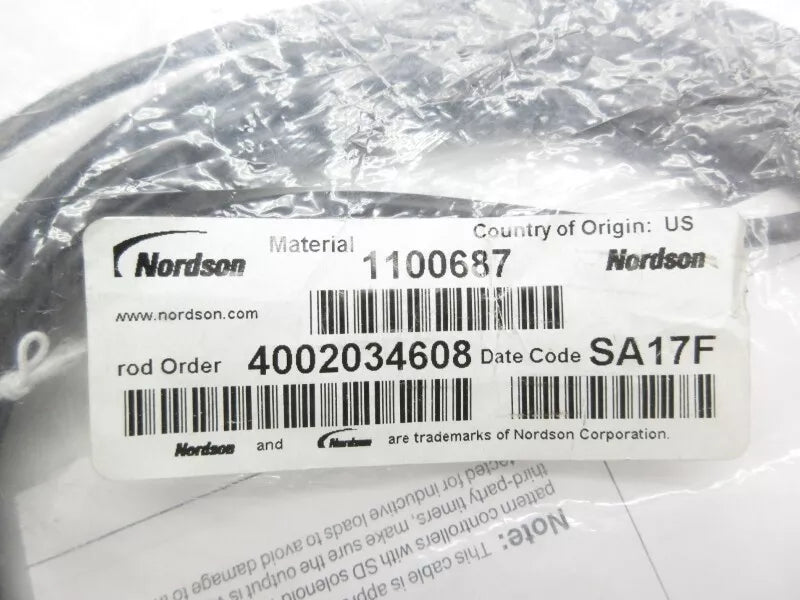 Nordson Material 1100687 Country of Origin: US Nordson
www.nordson.com
rod Order 4002034608 Date Code SA17F
Nordson and Nordson are trademarks of Nordson Corporation.
Note: This cable is
pattern controllers with SD solenoid
third-party timers, make sure the output is
for inductive loads to avoid damage to